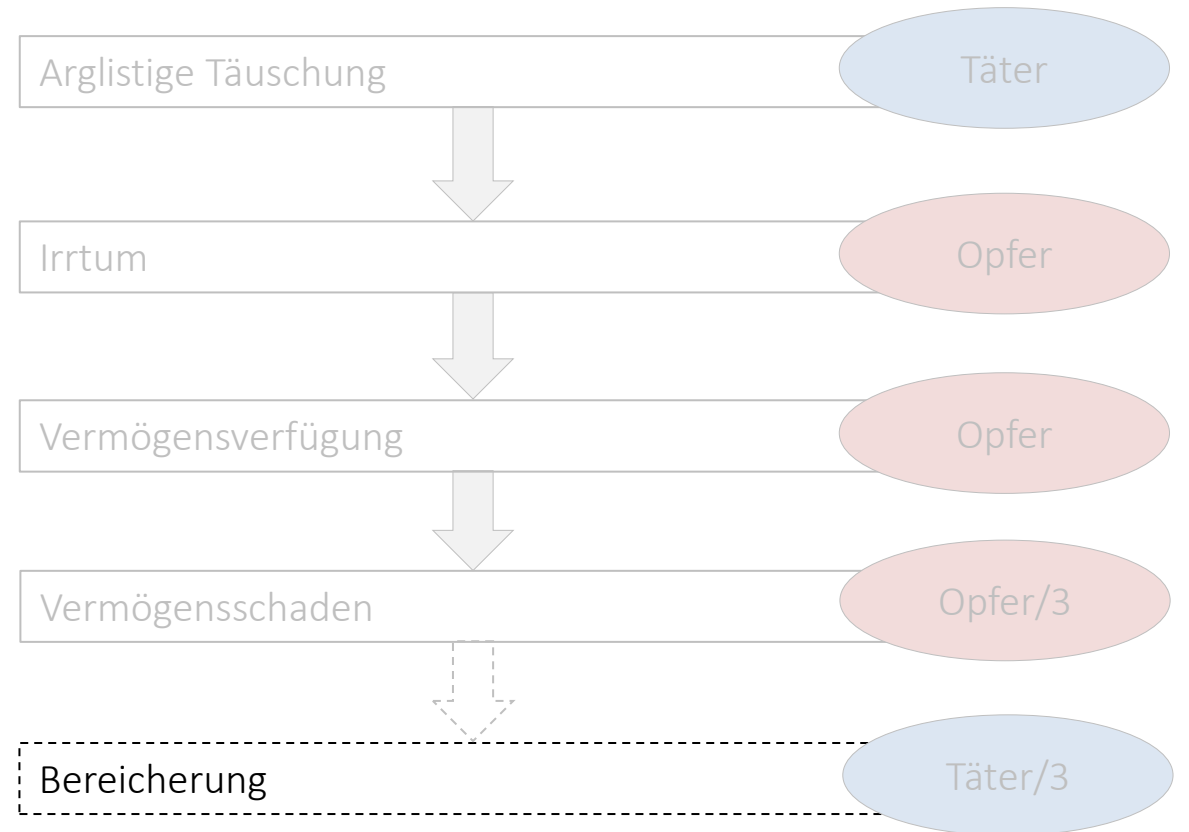 Arglistige Täuschung
Täter
Irrtum
Opfer
Vermögensverfügung
Opfer
Vermögensschaden
Opfer/3
Bereicherung
Täter/3